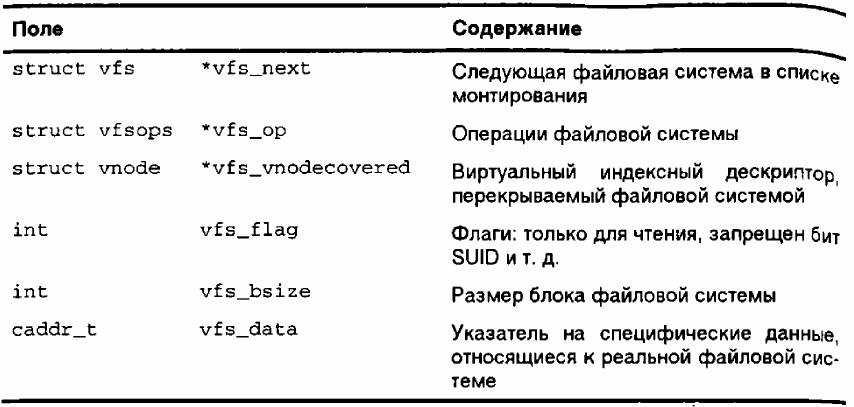 Поле Содержание
struct vfs *vfs_next Следующая файловая система в списке
монтирования
struct vfsops *vfs_op Операции файловой системы
struct vnode *vfs_vnodecovered Виртуальный индексный дескриптор,
перекрываемый файловой системой
int vfs_flag Флаги: только для чтения, запрещен бит
SUID и т. д.
int vfs_bsize Размер блока файловой системы
caddr_t vfs_data Указатель на специфические данные,
относящиеся к реальной файловой сис-
теме